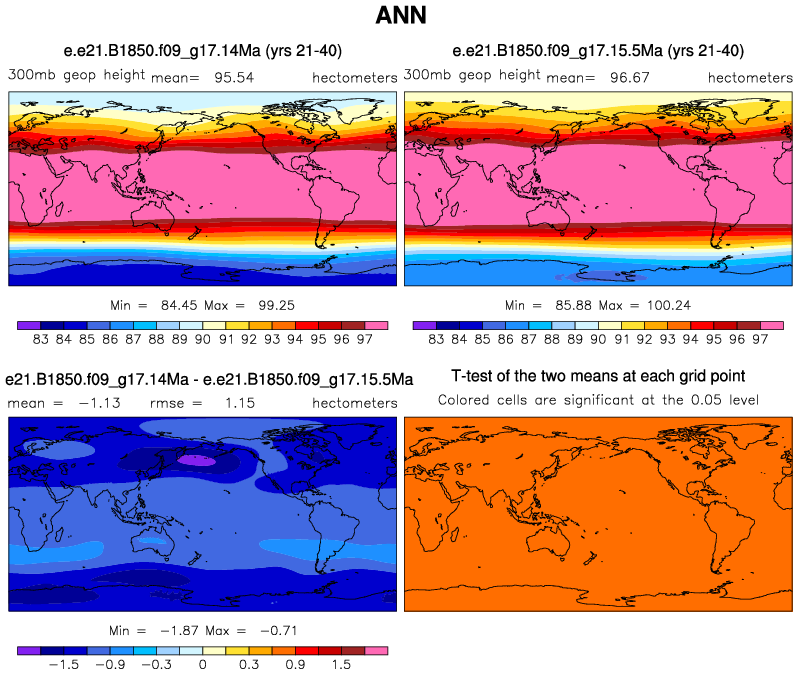 ANN
e.e21.B1850.f09_g17.14Ma (yrs 21-40)
300mb geop height mean= 95.54 hectometers
Min = 84.45 Max = 99.25
83 84 85 86 87 88 89 90 91 92 93 94 95 96 97
e.e21.B1850.f09_g17.15.5Ma (yrs 21-40)
300mb geop height mean= 96.67 hectometers
Min = 85.88 Max = 100.24
83 84 85 86 87 88 89 90 91 92 93 94 95 96 97
e21.B1850.f09_g17.14Ma - e.e21.B1850.f09_g17.15.5Ma
mean = −1.13 rmse = 1.15 hectometers
Min = −1.87 Max = −0.71
−1.5 −0.9 −0.3 0 0.3 0.9 1.5
T-test of the two means at each grid point
Colored cells are significant at the 0.05 level